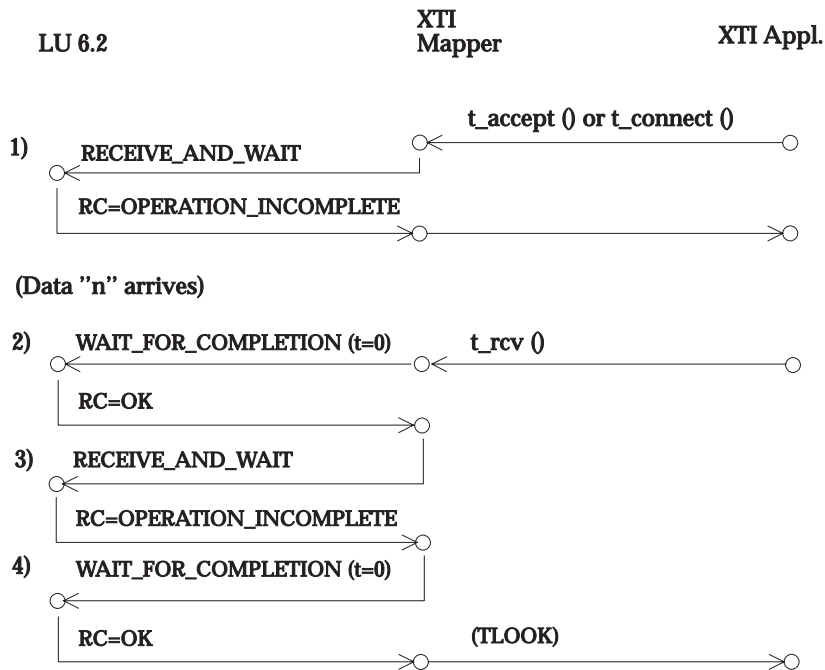 LU 6.2
XTI
Mapper
XTI Appl.
t_accept () or t_connect ()
1)
RECEIVE_AND_WAIT
RC=OPERATION_INCOMPLETE
(Data ”n” arrives)
2) WAIT_FOR_COMPLETION (t=0) t_rcv ()
RC=OK
3) RECEIVE_AND_WAIT
RC=OPERATION_INCOMPLETE
4) WAIT_FOR_COMPLETION (t=0)
RC=OK (TLOOK)